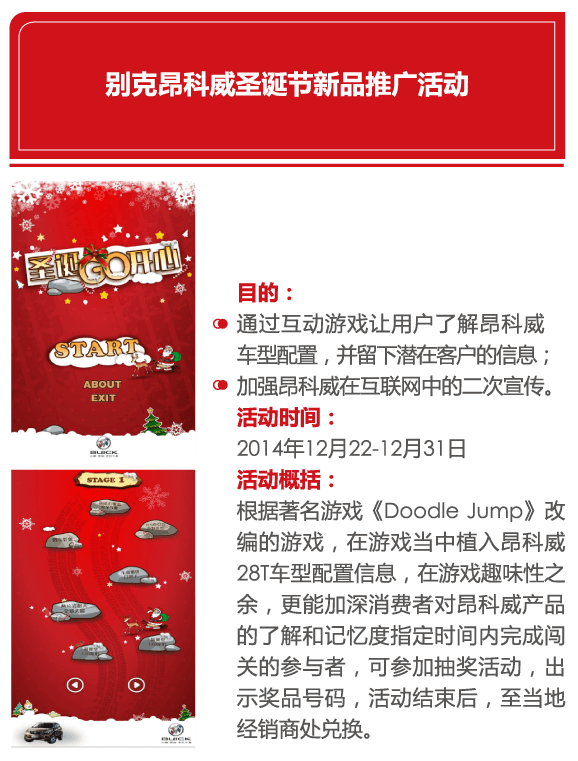 别克昂科威圣诞节新品推广活动
圣诞GO开心
START
ABOUT
EXIT
BUICK
STAGE 1
BUICK
目的：
通过互动游戏让用户了解昂科威
车型配置，并留下潜在客户的信息；
加强昂科威在互联网中的二次宣传。
活动时间：
2014年12月22-12月31日
活动概括：
根据著名游戏《Doodle Jump》改
编的游戏，在游戏当中植入昂科威
28T车型配置信息，在游戏趣味性之
余，更能加深消费者对昂科威产品
的了解和记忆度指定时间内完成闯
关的参与者，可参加抽奖活动，出
示奖品号码，活动结束后，至当地
经销商处兑换。